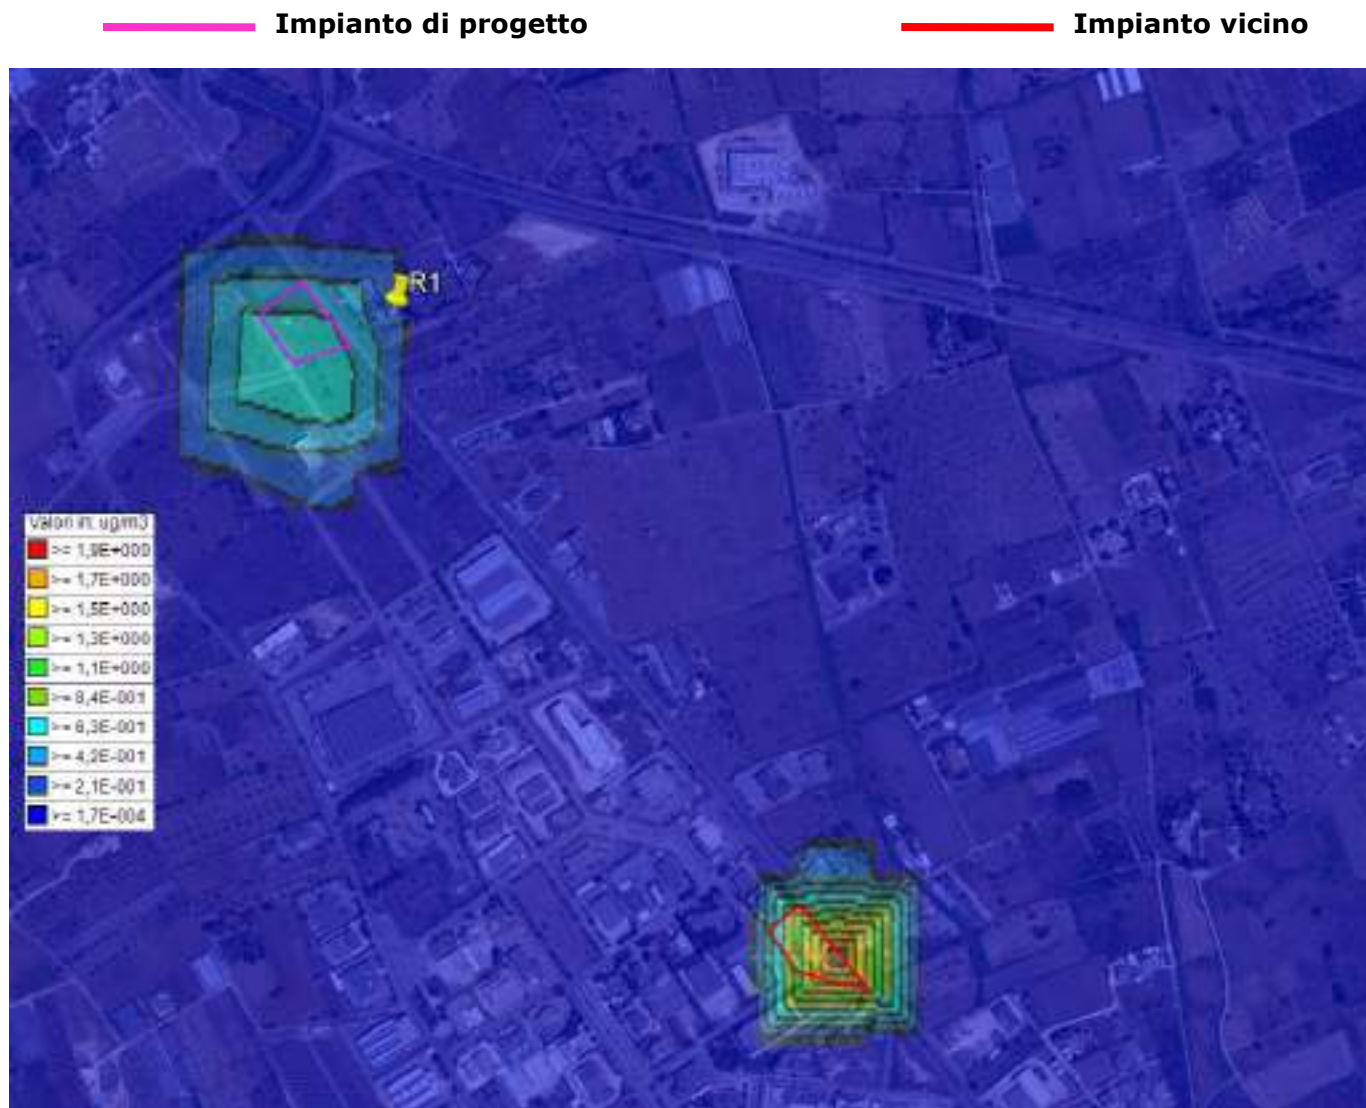 Impianto di progetto
Impianto vicino
R1
Valori in: ug/m3
>= 1,9E+000
>= 1,7E+000
>= 1,5E+000
>= 1,3E+000
>= 1,1E+000
>= 8,4E-001
>= 6,3E-001
>= 4,2E-001
>= 2,1E-001
>= 1,7E-004